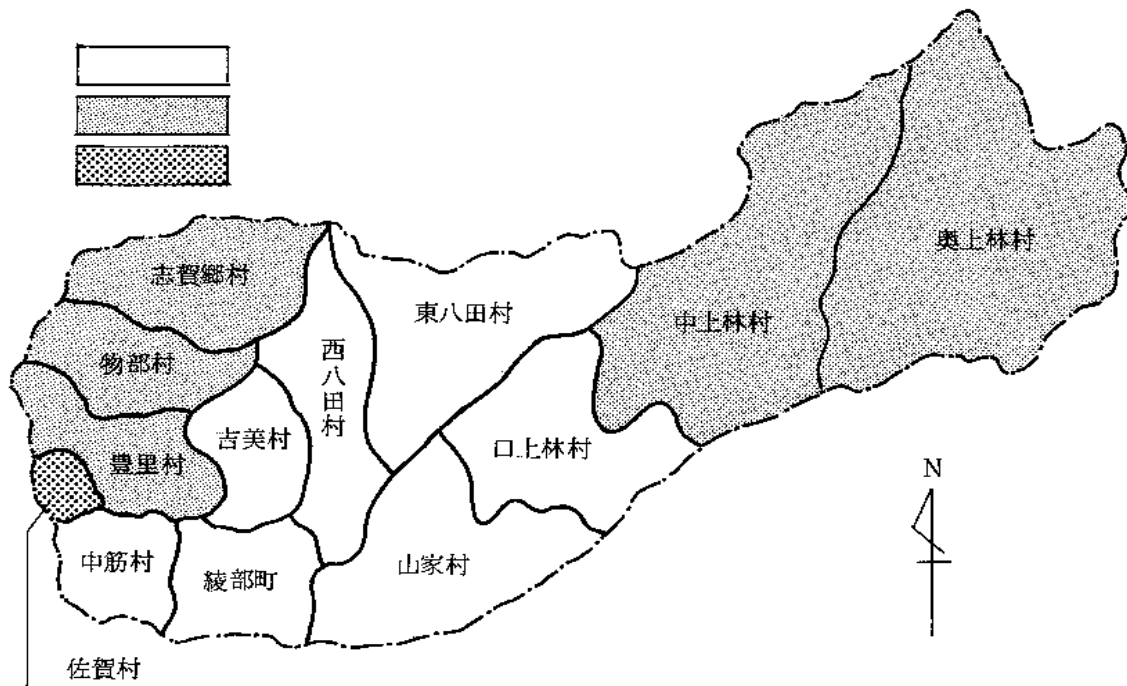 志賀郷村
奥上林村
東八田村
中上林村
物部村
西八田村
吉美村
口上林村
豊里村
N
中筋村
綾部町
山家村
佐賀村